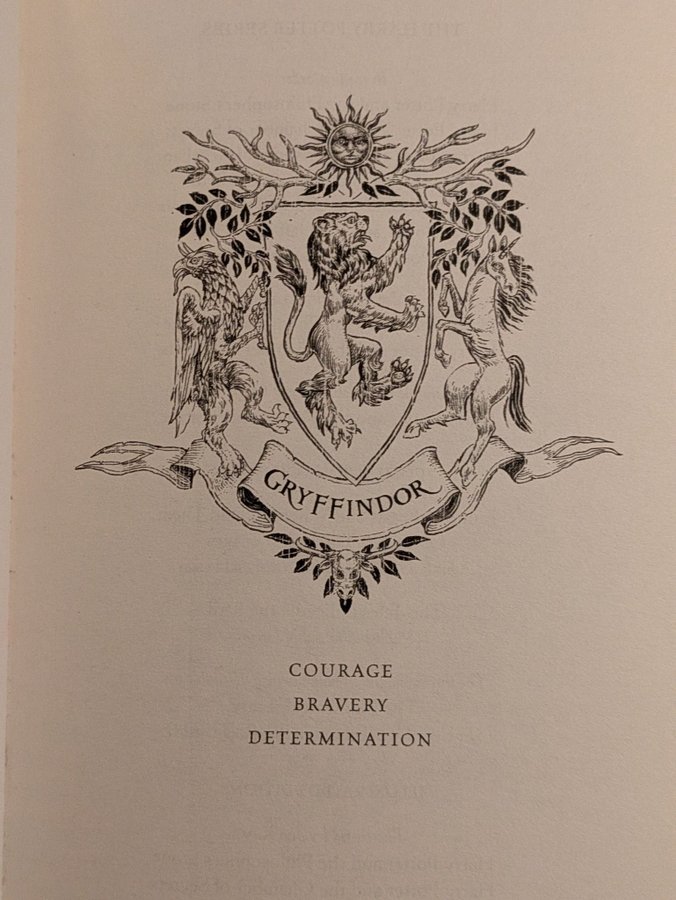 GRYFFINDOR
COURAGE
BRAVERY
DETERMINATION